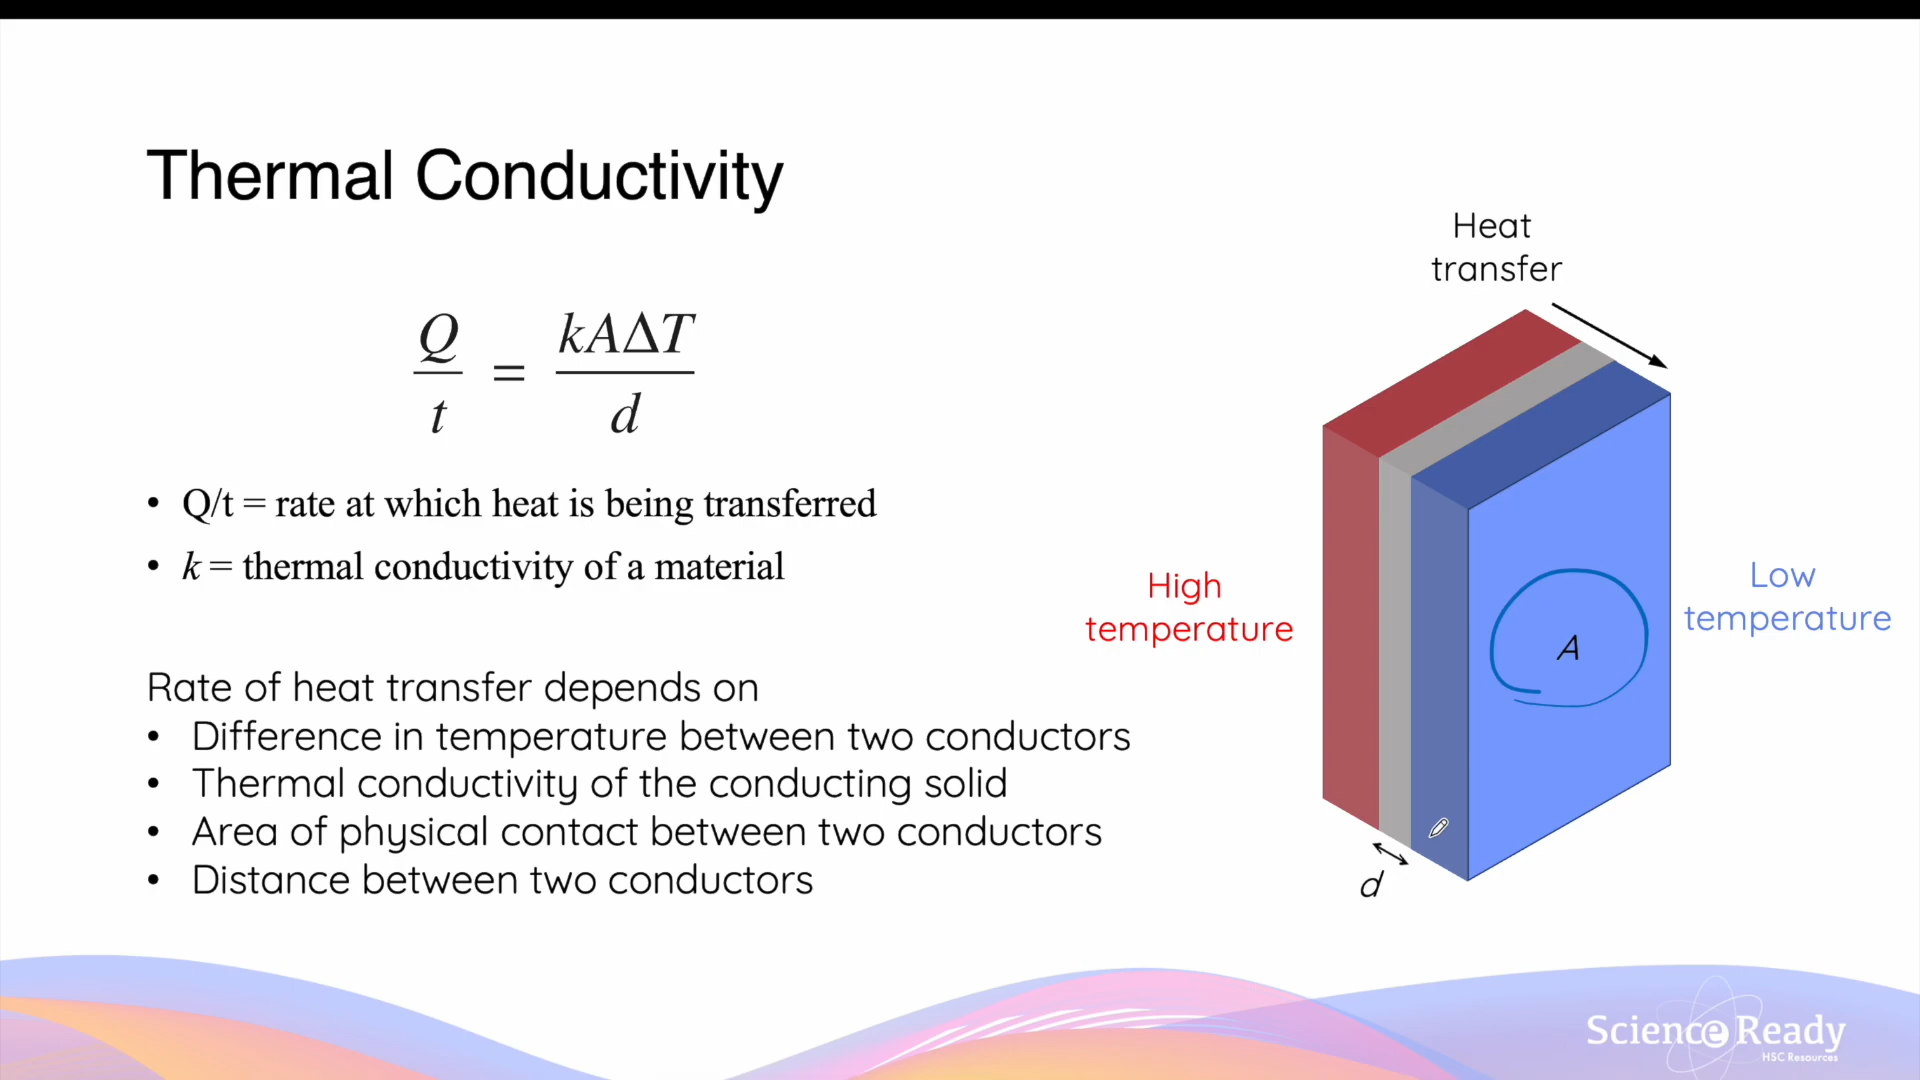 Thermal Conductivity
Q/t = kAΔT/d
• Q/t = rate at which heat is being transferred
• k = thermal conductivity of a material
Rate of heat transfer depends on
• Difference in temperature between two conductors
• Thermal conductivity of the conducting solid
• Area of physical contact between two conductors
• Distance between two conductors
Heat
transfer
High
temperature
A
Low
temperature
d
Science Ready
HSC Resources